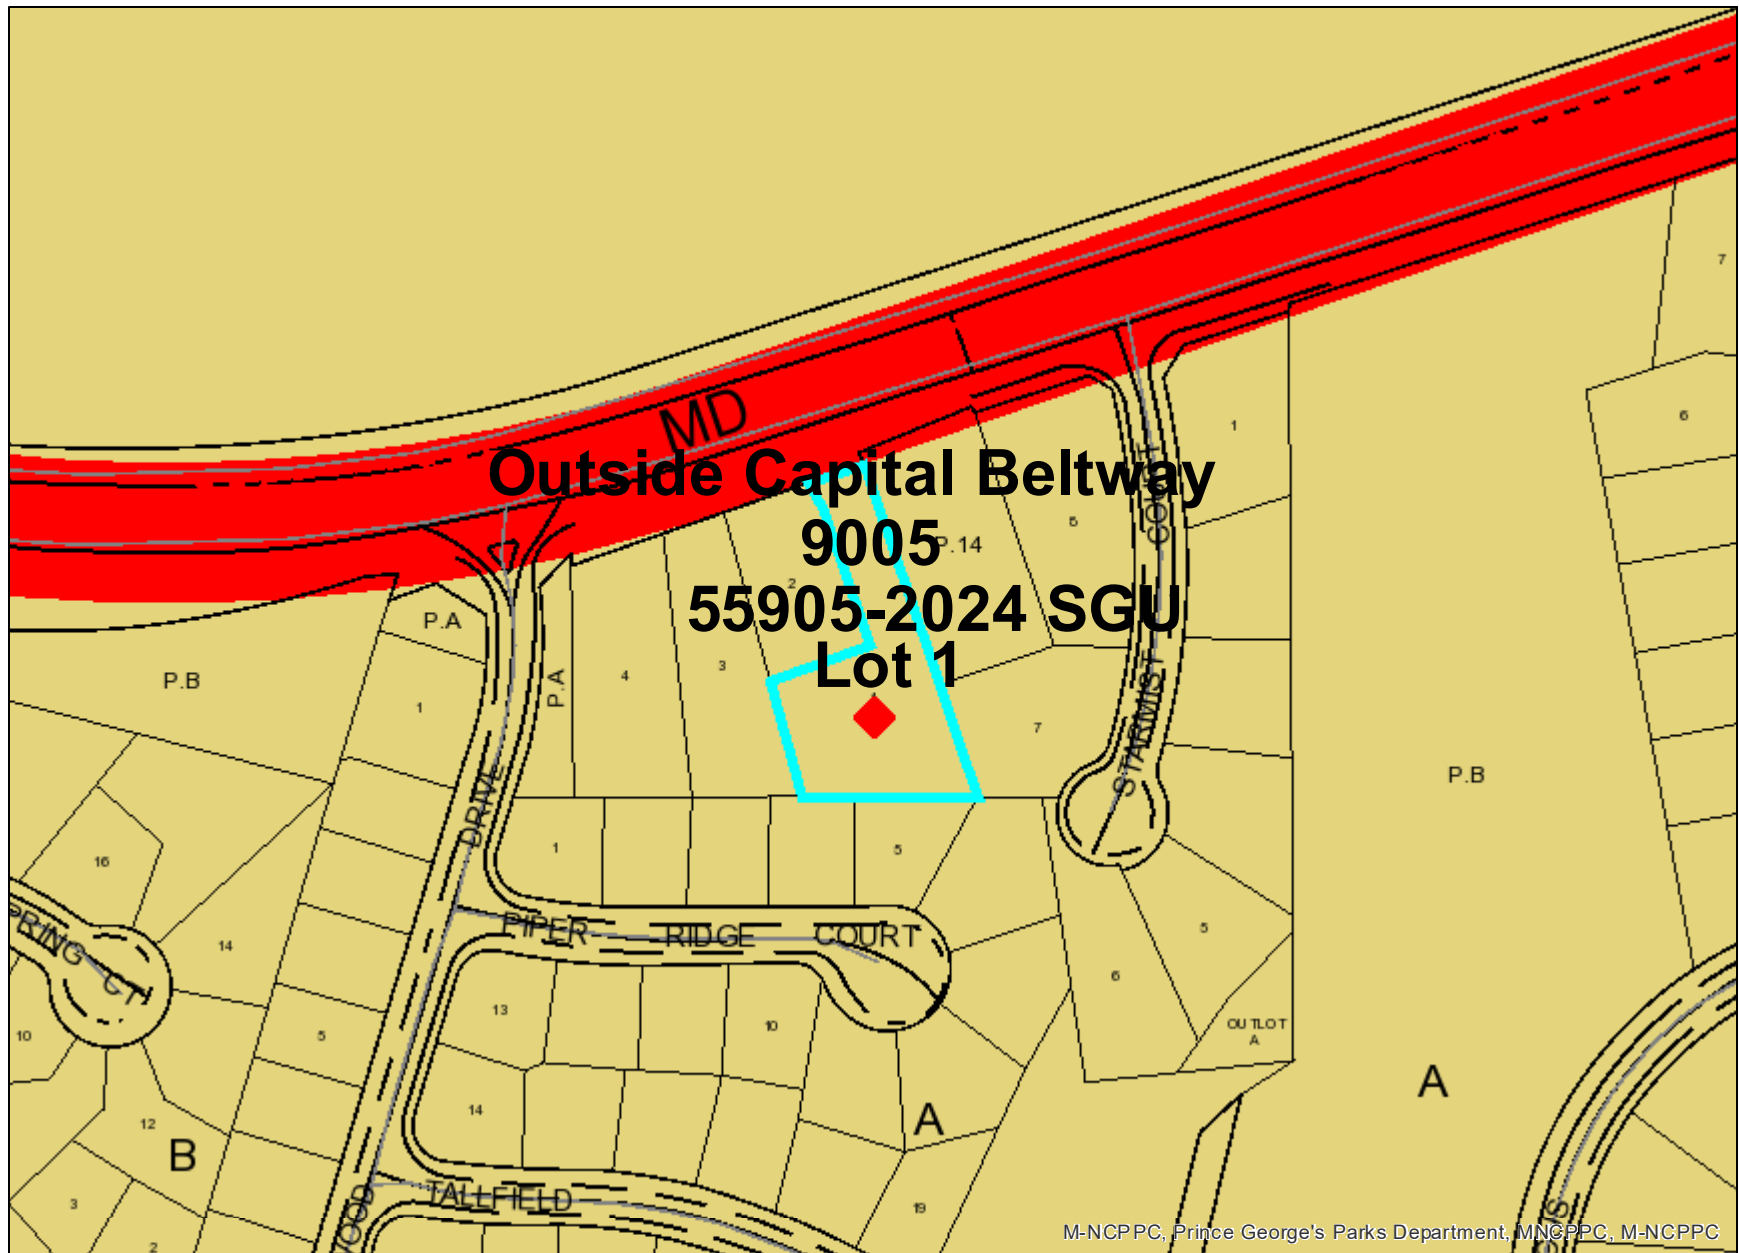 7
6
MD
1
Outside Capital Beltway
9005
P.14
2
55905-2024 SGU
Lot 1
P.A
P.B
1
P.A
4
3
7
COURT
STARMIST
P.B
DRIVE
16
1
5
14
PIPER RIDGE COURT
5
6
CT
13
10
10
5
OUTLOT
A
A
14
12
B
A
3
TALLFIELD
19
2
M-NCPPC, Prince George's Parks Department, MNCPPC, M-NCPPC